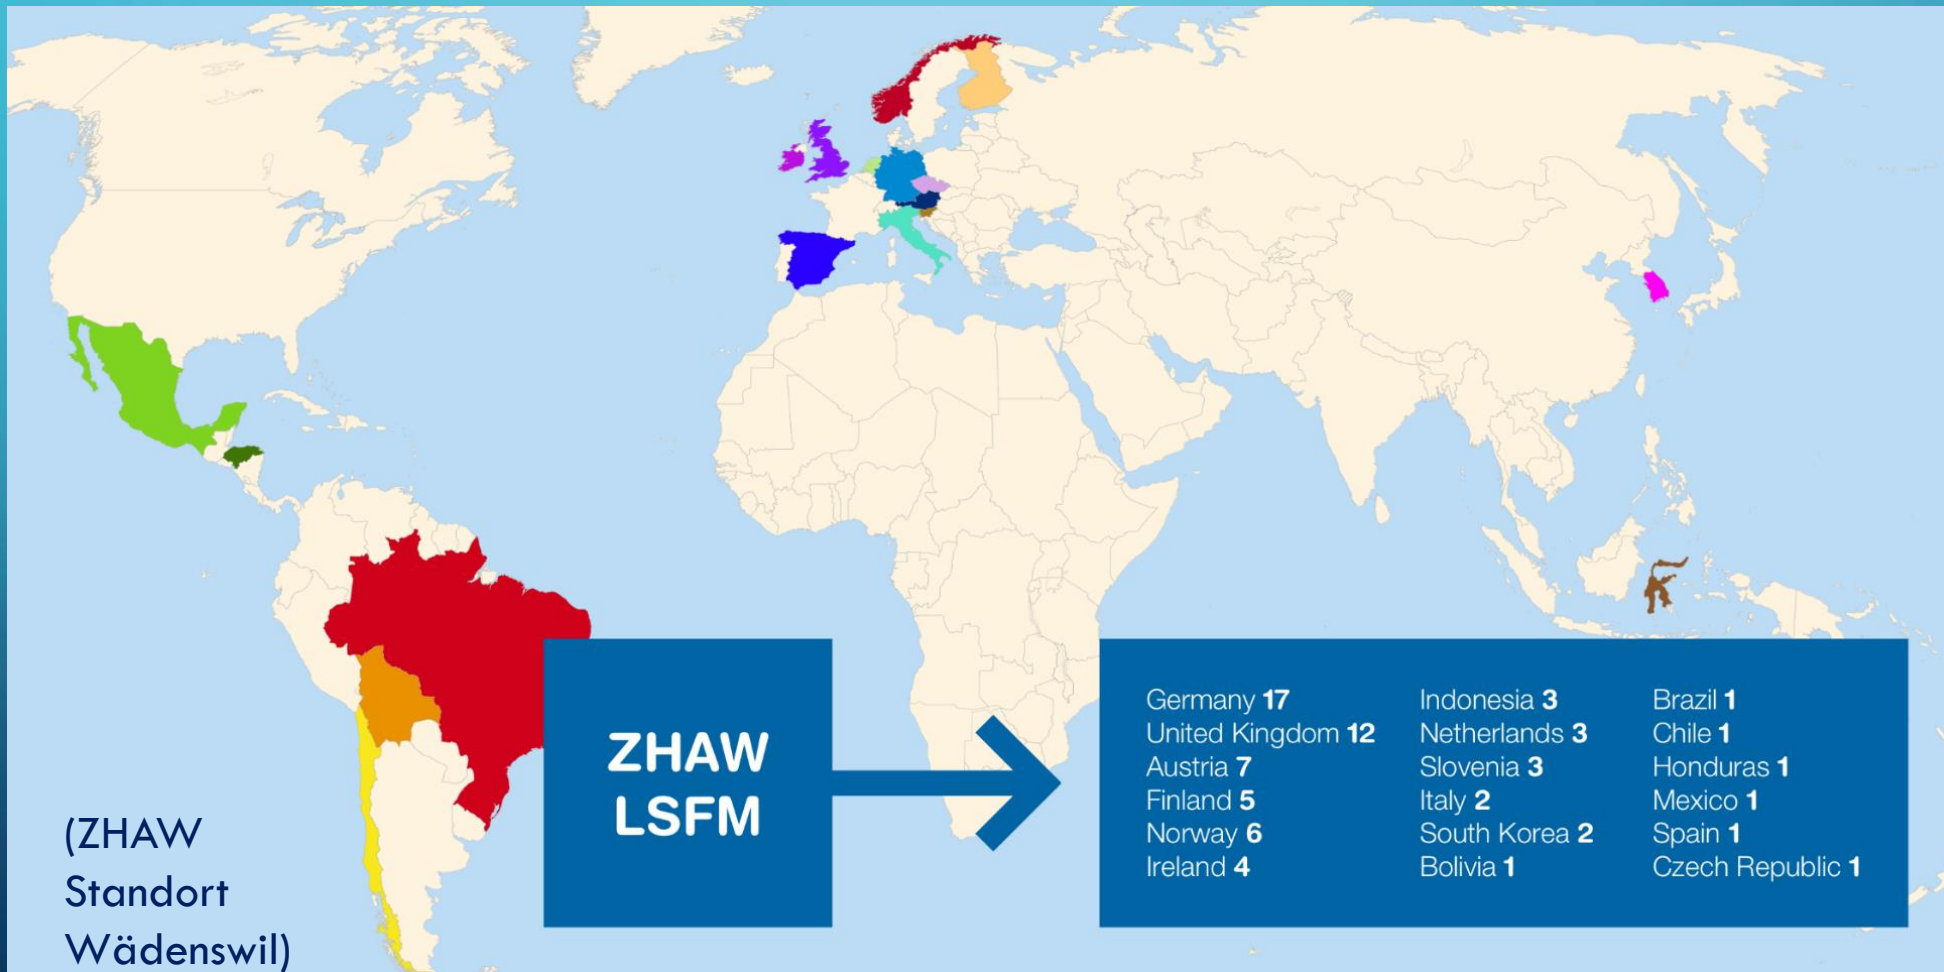 ZHAW
LSFM
Germany 17
United Kingdom 12
Austria 7
Finland 5
Norway 6
Ireland 4
Indonesia 3
Netherlands 3
Slovenia 3
Italy 2
South Korea 2
Bolivia 1
Brazil 1
Chile 1
Honduras 1
Mexico 1
Spain 1
Czech Republic 1
(ZHAW
Standort
Wädenswil)